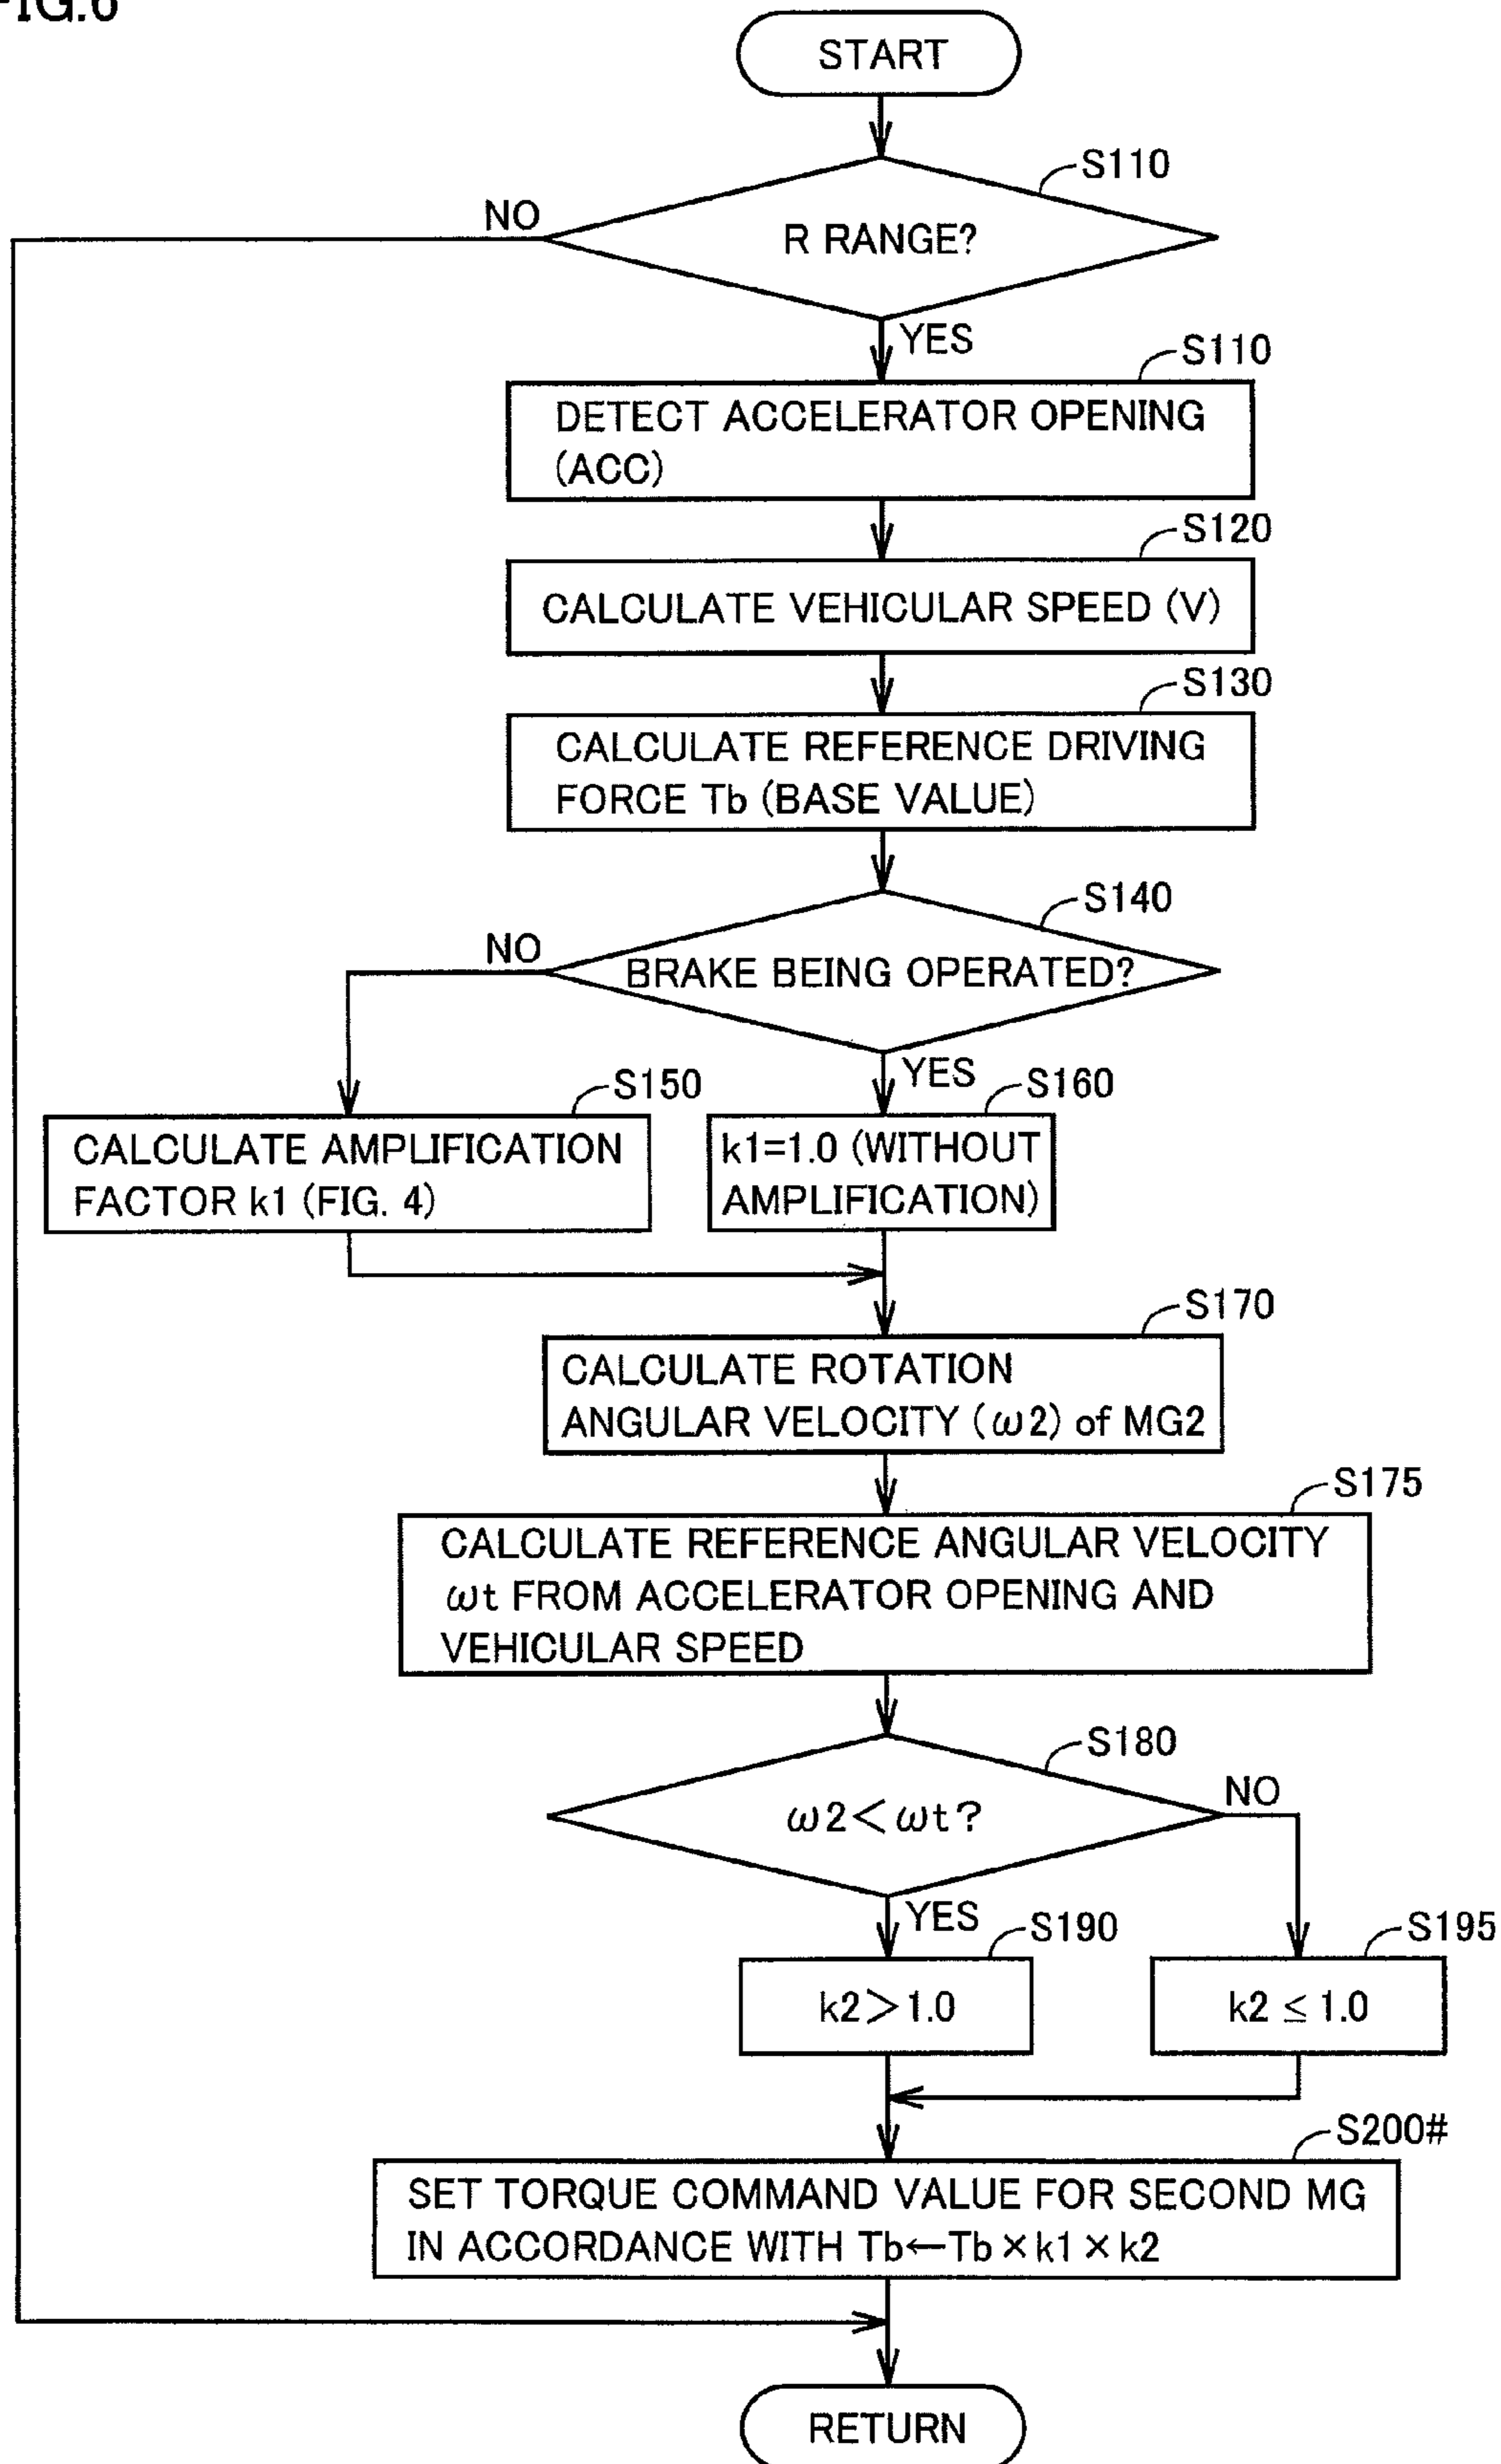 FIG.6
START
S110
NO
R RANGE?
YES
S110
DETECT ACCELERATOR OPENING
(ACC)
S120
CALCULATE VEHICULAR SPEED (V)
S130
CALCULATE REFERENCE DRIVING
FORCE Tb (BASE VALUE)
S140
NO
BRAKE BEING OPERATED?
YES
S150
S160
CALCULATE AMPLIFICATION
FACTOR k1 (FIG. 4)
k1=1.0 (WITHOUT
AMPLIFICATION)
S170
CALCULATE ROTATION
ANGULAR VELOCITY (ω2) of MG2
S175
CALCULATE REFERENCE ANGULAR VELOCITY
ωt FROM ACCELERATOR OPENING AND
VEHICULAR SPEED
S180
NO
ω2<ωt?
YES
S190
S195
k2>1.0
k2 ≤ 1.0
S200#
SET TORQUE COMMAND VALUE FOR SECOND MG
IN ACCORDANCE WITH Tb←Tb×k1×k2
RETURN